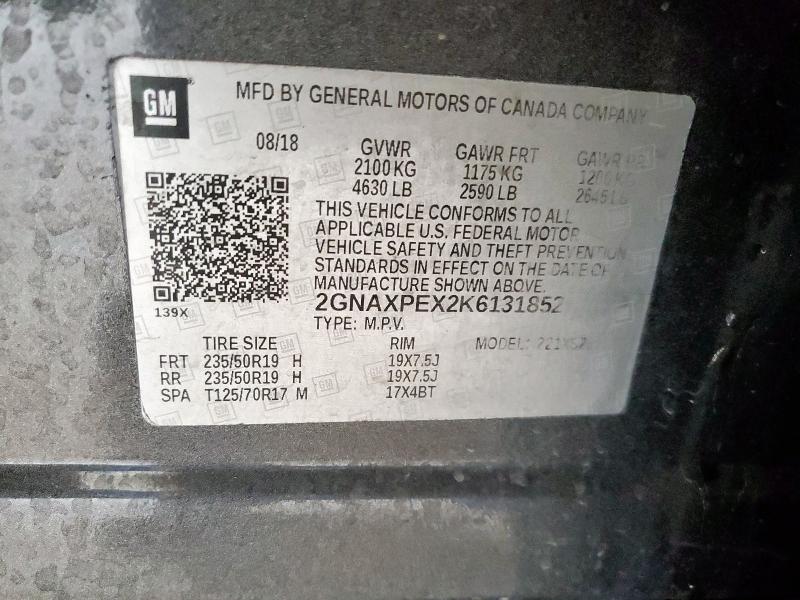 GM
MFD BY GENERAL MOTORS OF CANADA COMPANY
08/18
GVWR GAWR FRT GAWR
2100 KG 1175 KG
4630 LB 2590 LB 2645 LB
THIS VEHICLE CONFORMS TO ALL
APPLICABLE U.S. FEDERAL MOTOR
VEHICLE SAFETY AND THEFT PREVENTION
STANDARDS IN EFFECT ON THE DATE OF
MANUFACTURE SHOWN ABOVE.
2GNAXPEX2K6131852
139X
TYPE: M.P.V.
TIRE SIZE RIM MODEL:
FRT 235/50R19 H 19X7.5J
RR 235/50R19 H 19X7.5J
SPA T125/70R17 M 17X4BT